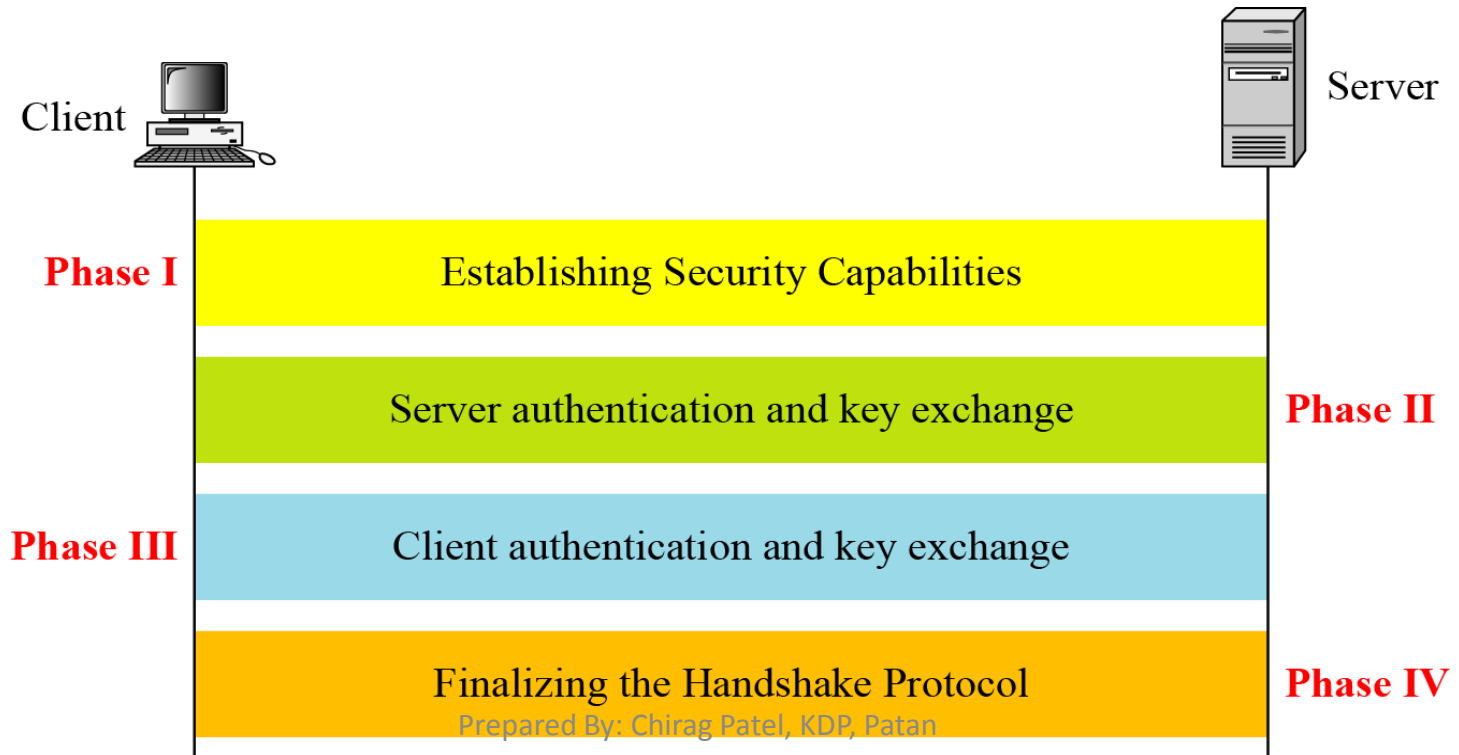 Client
Server
Phase I
Establishing Security Capabilities
Server authentication and key exchange
Phase II
Phase III
Client authentication and key exchange
Finalizing the Handshake Protocol
Phase IV
Prepared By: Chirag Patel, KDP, Patan